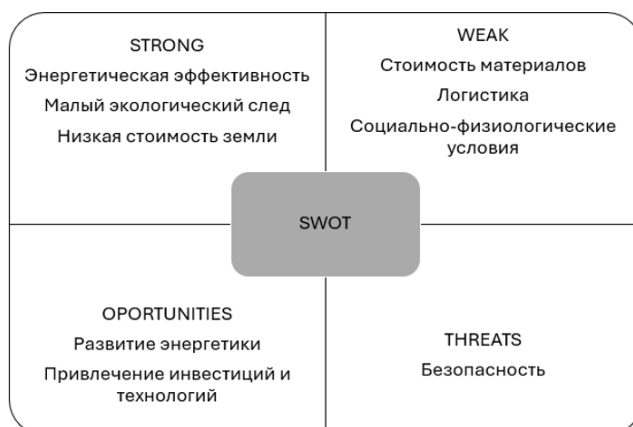 STRONG
Энергетическая эффективность
Малый экологический след
Низкая стоимость земли
WEAK
Стоимость материалов
Логистика
Социально-физиологические
условия
SWOT
OPORTUNITIES
Развитие энергетики
Привлечение инвестиций и
технологий
THREATS
Безопасность